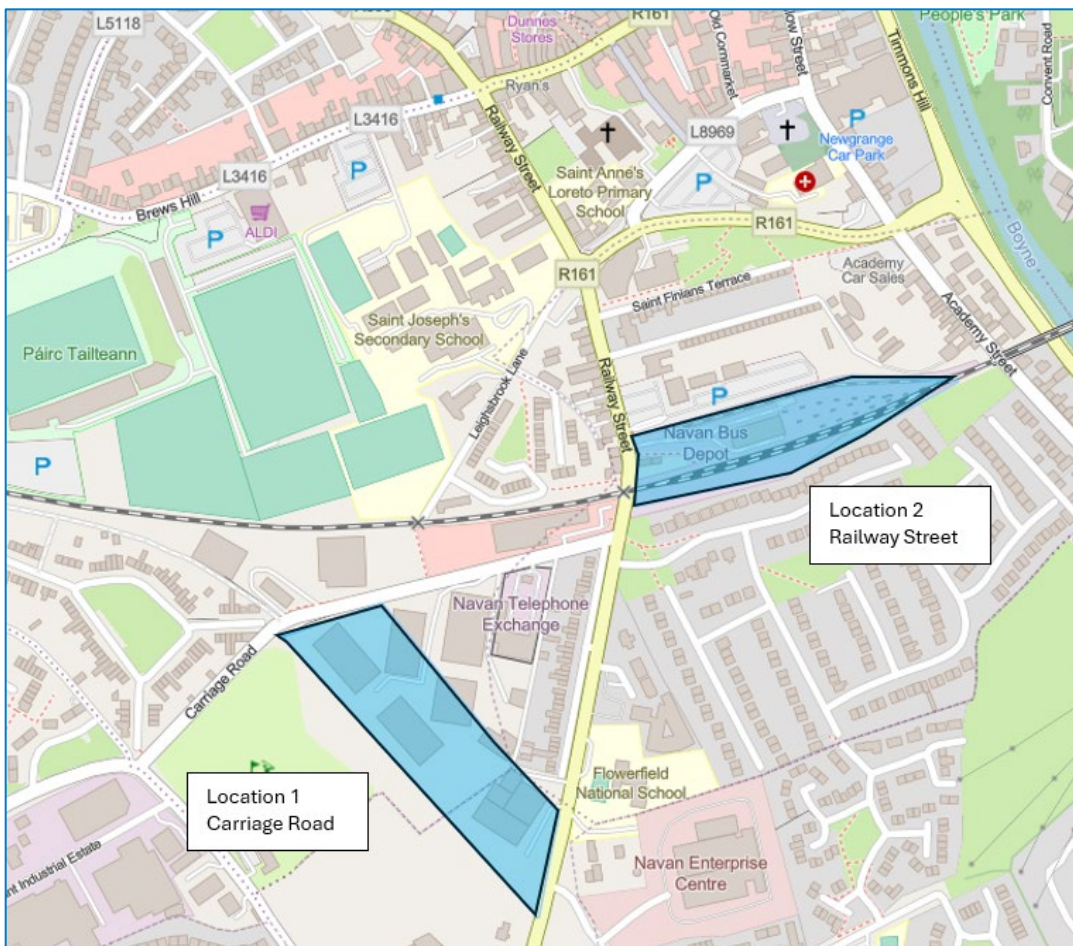 L5118
R161
Dunnes
Stores
R161
Old Cornmarket
Timmons Hill
People's Park
Convent Road
Ryan's
L3416
L8969
Newgrange
Car Park
Railway Street
Saint Anne's
Loreto Primary
School
L3416
Brews Hill
ALDI
R161
R161
Boyne
Academy
Car Sales
Saint Finians Terrace
Saint Joseph's
Secondary School
Páirc Tailteann
Leighsbrook Lane
Railway Street
Academy Street
P
P
P
P
P
Navan Bus
Depot
Location 2
Railway Street
Navan Telephone
Exchange
Carriage Road
Flowerfield
National School
Location 1
Carriage Road
Navan Enterprise
Centre
Industrial Estate